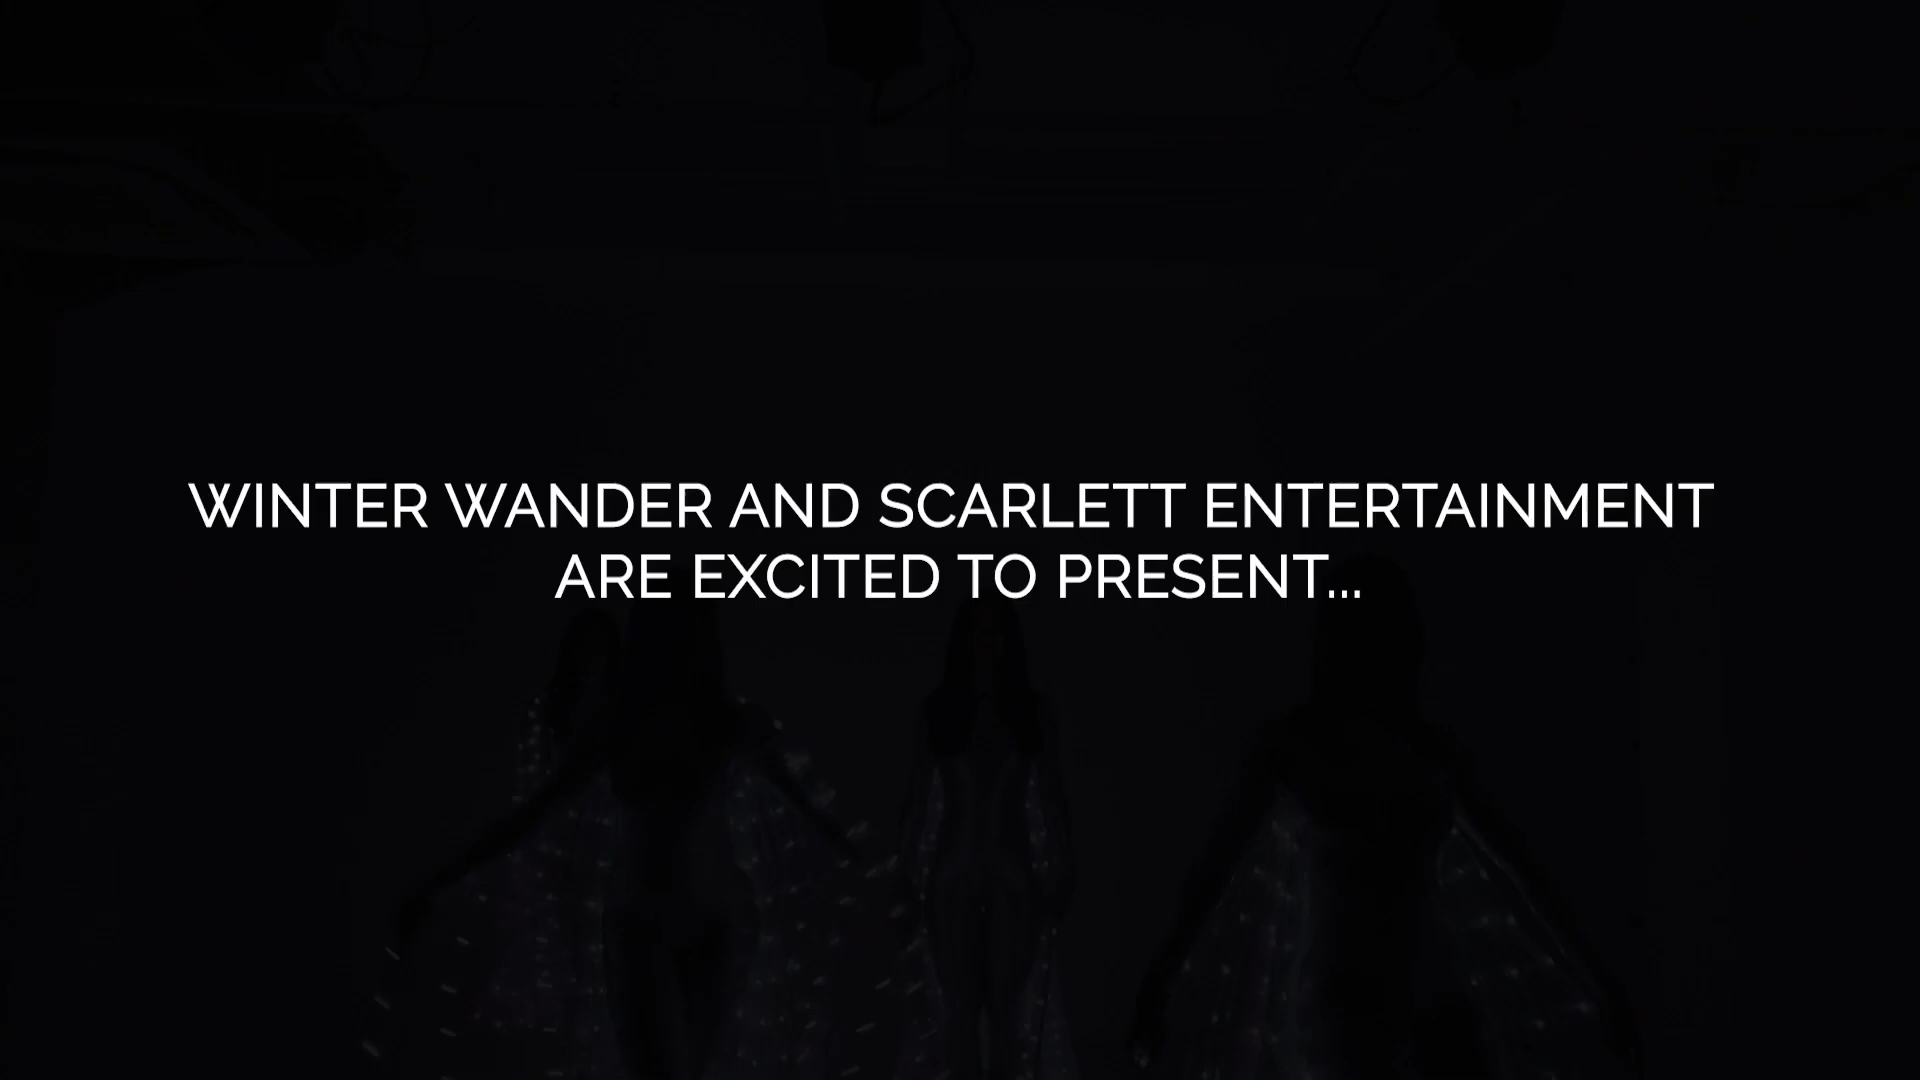 WINTER WANDER AND SCARLETT ENTERTAINMENT
ARE EXCITED TO PRESENT...